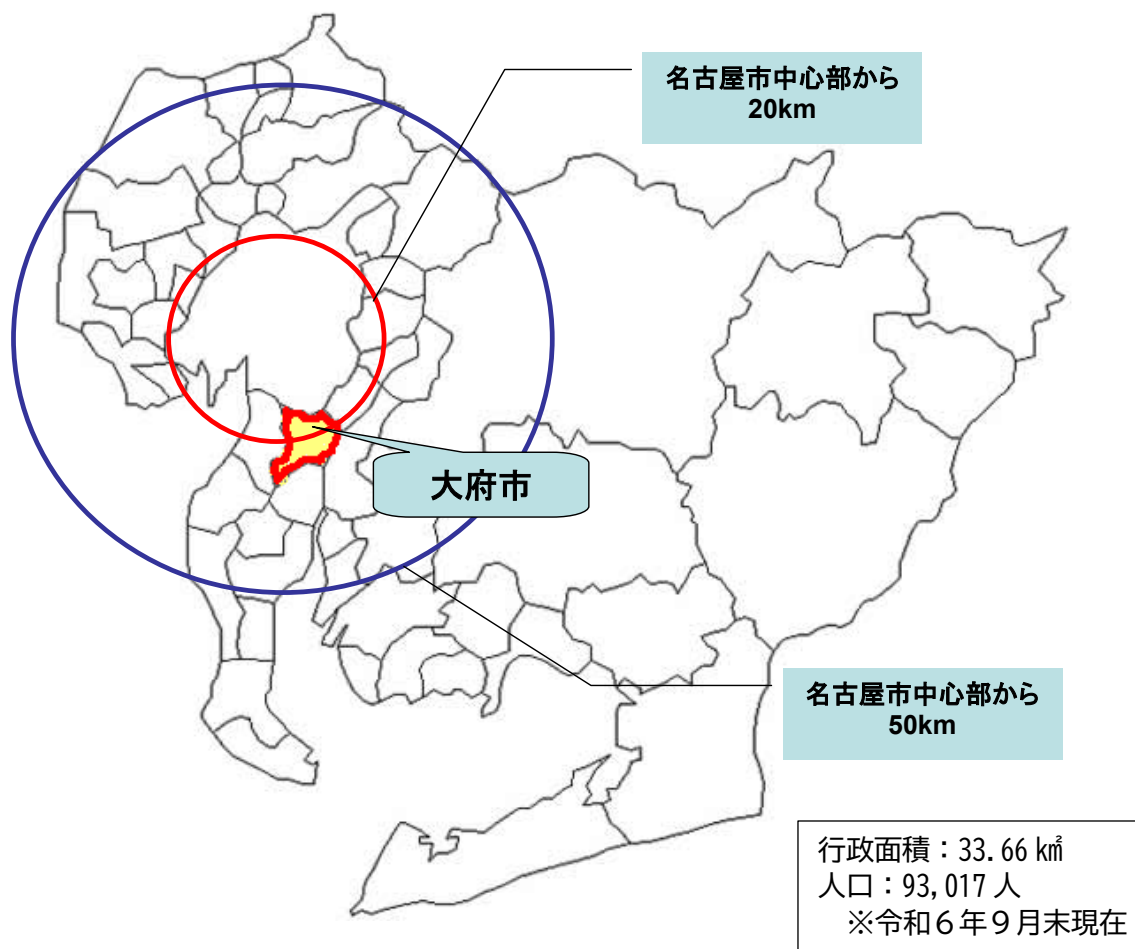 名古屋市中心部から
20km
大府市
名古屋市中心部から
50km
行政面積：33.66㎢
人口：93,017人
※令和６年９月末現在